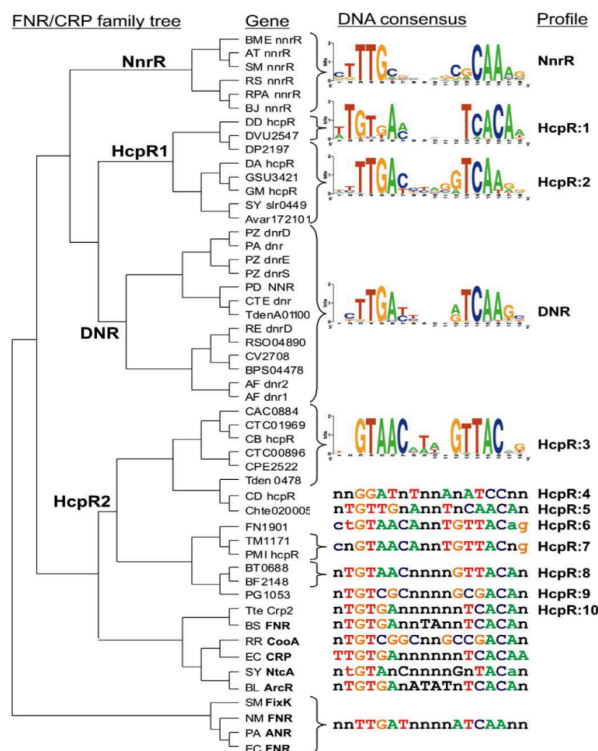 FNR/CRP family tree Gene DNA consensus Profile
BME nnrR
AT nnrR
NnrR SM nnrR NnrR
RS nnrR
RPA nnrR
BJ nnrR
DD hcpR HcpR:1
DVU2547
DP2197
HcpR1 DA hcpR HcpR:2
GSU3421
GM hcpR
SY slr0449
Avar172101
PZ dnrD
PA dnr
PZ dnrE
PZ dnrS
PD NNR
CTE dnr DNR
TdenA01100
DNR
RE dnrD
RSO04890
CV2708
BPS04478
AF dnr2
AF dnr1
CAC0884
CTC01969
CB hcpR HcpR:3
CTC00896
CPE2522
Tden 0478
HcpR2
CD hcpR nnGGATnTnnAnATCCnn HcpR:4
Chte020005 nTGTTGnAnnTnCAACAn HcpR:5
FN1901 ctGTAACAnnTGTTACag HcpR:6
TM1171
PMI hcpR cnGTAACAnnTGTTACng HcpR:7
BT0688
BF2148 nTGTAACnnnnGTTACAn HcpR:8
PG1053 nTGTCGCnnnnGCGACAn HcpR:9
Tte Crp2 nTGTGAnnnnnnTCACAn HcpR:10
BS FNR nTGTGAnnTAnnTCACAn
RR CooA nTGTCGGCnnGCCGACAn
EC CRP TTGTGAnnnnnnTCACAA
SY NtcA ntGTAnCnnnnGnTACan
BL ArcR nTGTGAnATATnTCACAn
SM FixK
NM FNR
PA ANR nnTTGATnnnnATCAAnn
EC FNR